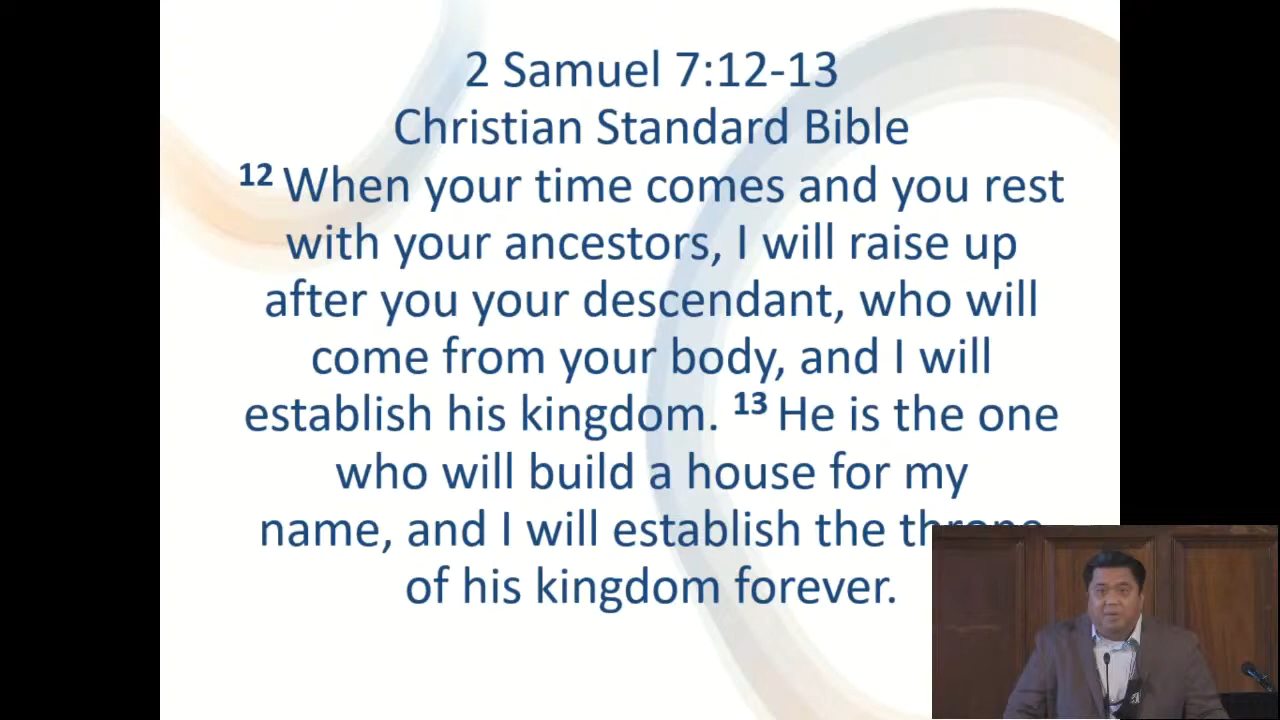 2 Samuel 7:12-13
Christian Standard Bible
12 When your time comes and you rest
with your ancestors, I will raise up
after you your descendant, who will
come from your body, and I will
establish his kingdom. 13 He is the one
who will build a house for my
name, and I will establish the throne
of his kingdom forever.